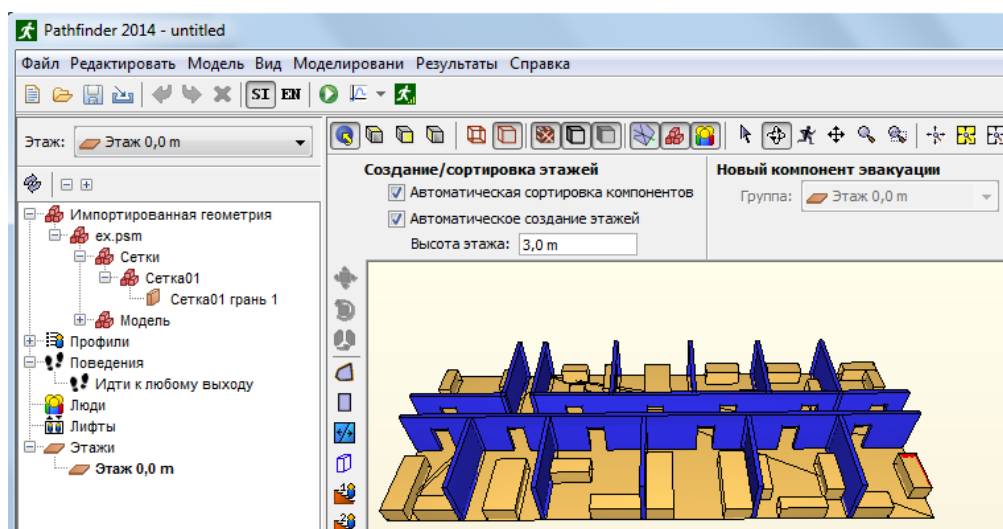 Pathfinder 2014 - untitled
Файл Редактировать Модель Вид Моделировани Результаты Справка
SI EN
Этаж: Этаж 0,0 m
Создание/сортировка этажей
Новый компонент эвакуации
Автоматическая сортировка компонентов
Группа: Этаж 0,0 m
Автоматическое создание этажей
Высота этажа: 3,0 m
Импортированная геометрия
ex.psm
Сетки
Сетка01
Сетка01 грань 1
Модель
Профили
Поведения
Идти к любому выходу
Люди
Лифты
Этажи
Этаж 0,0 m